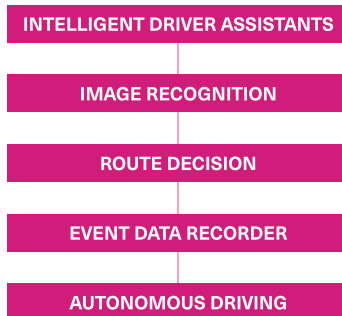 INTELLIGENT DRIVER ASSISTANTS
IMAGE RECOGNITION
ROUTE DECISION
EVENT DATA RECORDER
AUTONOMOUS DRIVING